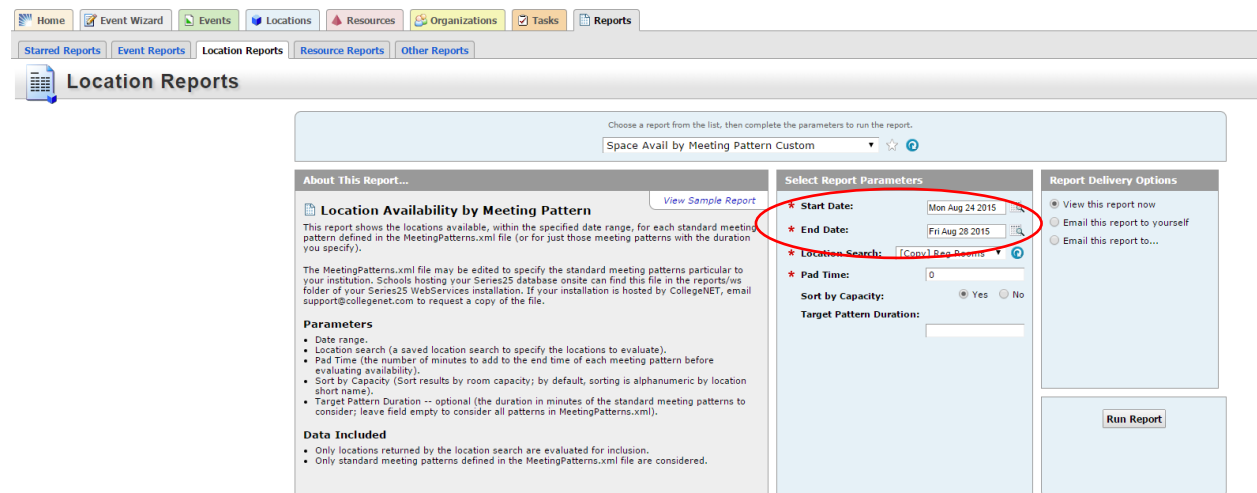 Home Event Wizard Events Locations Resources Organizations Tasks Reports
Starred Reports Event Reports Location Reports Resource Reports Other Reports
Location Reports
Choose a report from the list, then complete the parameters to run the report.
Space Avail by Meeting Pattern Custom
About This Report...
View Sample Report
Location Availability by Meeting Pattern
This report shows the locations available, within the specified date range, for each standard meeting
pattern defined in the MeetingPatterns.xml file (or for just those meeting patterns with the duration
you specify).
The MeetingPatterns.xml file may be edited to specify the standard meeting patterns particular to
your institution. Schools hosting your Series25 database onsite can find this file in the reports/ws
folder of your Series25 WebServices installation. If your installation is hosted by CollegeNET, email
support@collegenet.com to request a copy of the file.
Parameters
• Date range.
• Location search (a saved location search to specify the locations to evaluate).
• Pad Time (the number of minutes to add to the end time of each meeting pattern before
evaluating availability).
• Sort by Capacity (Sort results by room capacity; by default, sorting is alphanumeric by location
short name).
• Target Pattern Duration -- optional (the duration in minutes of the standard meeting patterns to
consider; leave field empty to consider all patterns in MeetingPatterns.xml).
Data Included
• Only locations returned by the location search are evaluated for inclusion.
• Only standard meeting patterns defined in the MeetingPatterns.xml file are considered.
Select Report Parameters
* Start Date: Mon Aug 24 2015
* End Date: Fri Aug 28 2015
* Location Search: [Copy] Reg Rooms
* Pad Time: 0
Sort by Capacity: Yes No
Target Pattern Duration:
Report Delivery Options
View this report now
Email this report to yourself
Email this report to...
Run Report